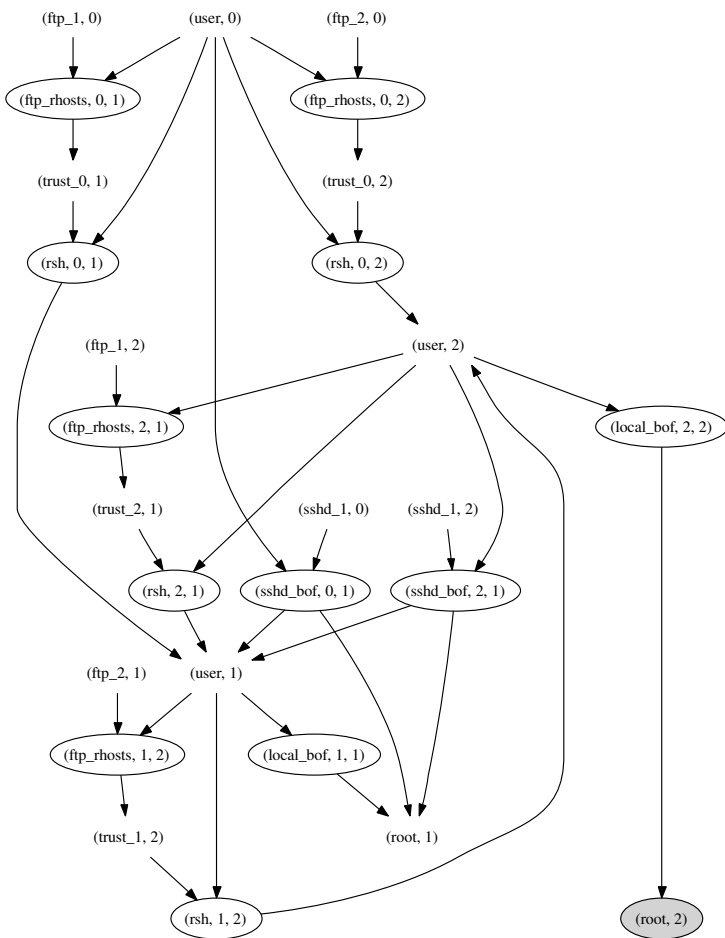 (ftp_1, 0)
(user, 0)
(ftp_2, 0)
(ftp_rhosts, 0, 1)
(ftp_rhosts, 0, 2)
(trust_0, 1)
(trust_0, 2)
(rsh, 0, 1)
(rsh, 0, 2)
(ftp_1, 2)
(user, 2)
(ftp_rhosts, 2, 1)
(local_bof, 2, 2)
(trust_2, 1)
(sshd_1, 0)
(sshd_1, 2)
(rsh, 2, 1)
(sshd_bof, 0, 1)
(sshd_bof, 2, 1)
(ftp_2, 1)
(user, 1)
(ftp_rhosts, 1, 2)
(local_bof, 1, 1)
(trust_1, 2)
(root, 1)
(rsh, 1, 2)
(root, 2)